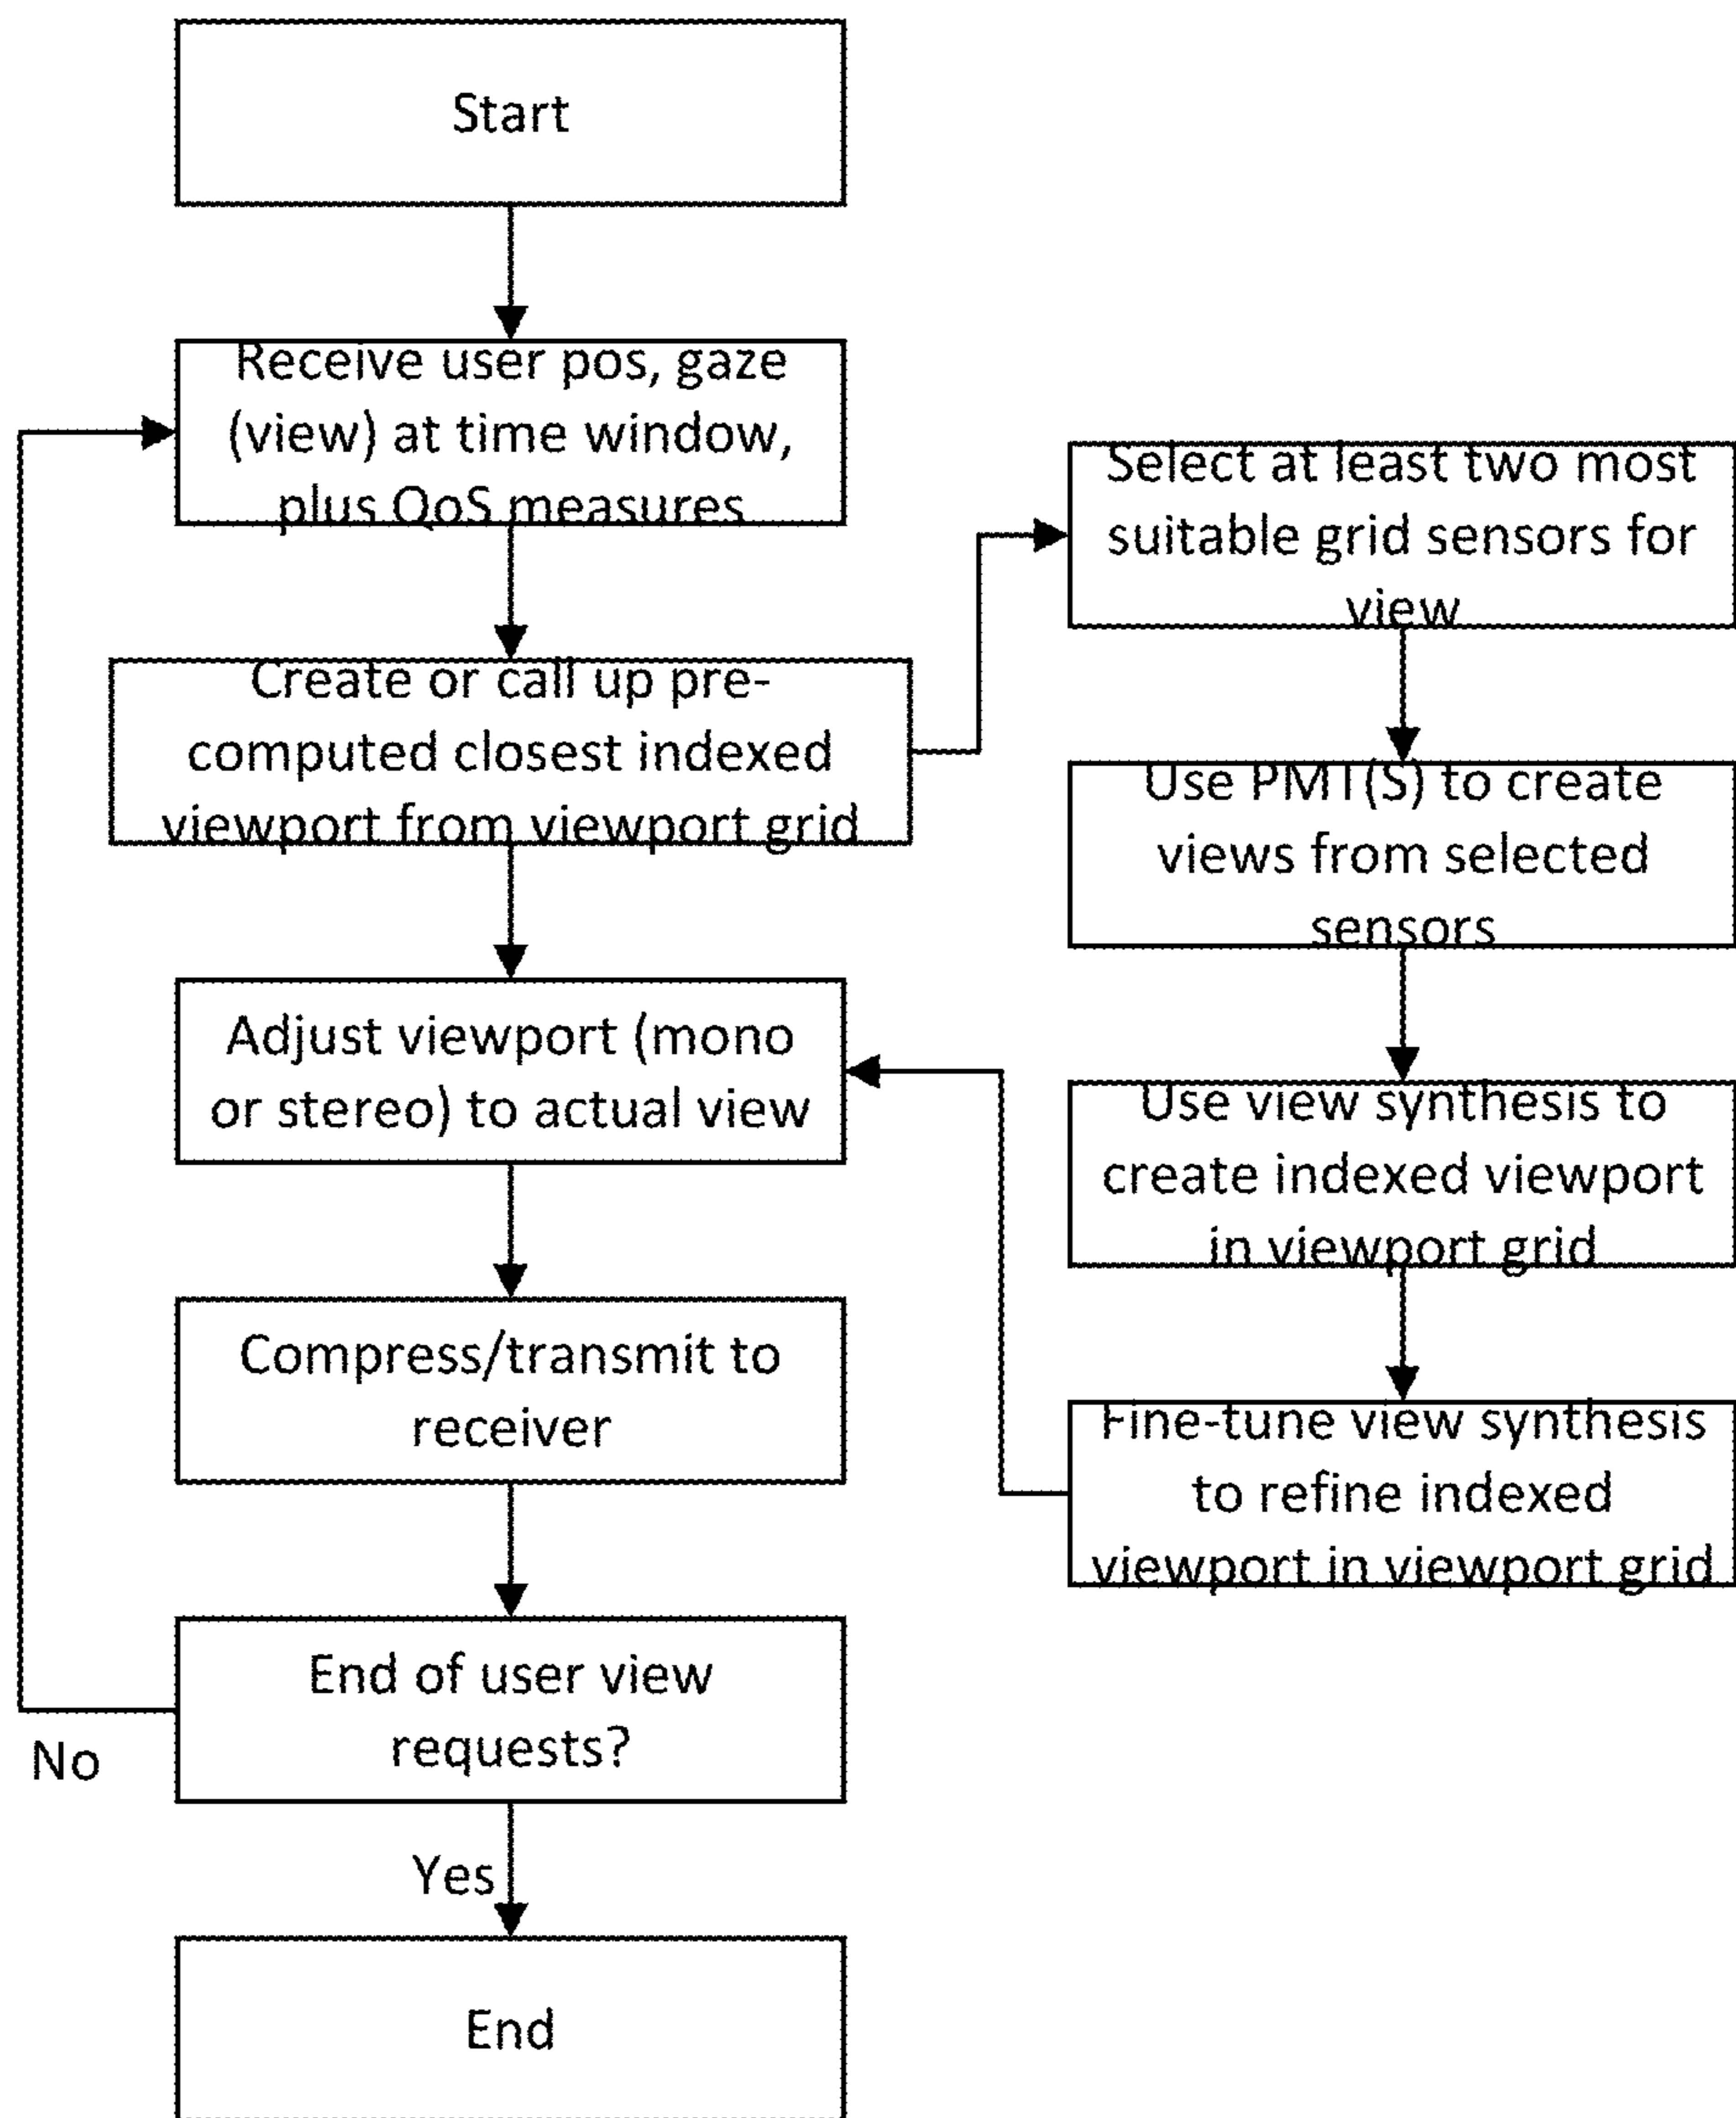 Start
Receive user pos, gaze
(view) at time window,
plus QoS measures
Create or call up pre-
computed closest indexed
viewport from viewport grid
Adjust viewport (mono
or stereo) to actual view
Compress/transmit to
receiver
End of user view
requests?
No
Yes
End
Select at least two most
suitable grid sensors for
view
Use PMT(S) to create
views from selected
sensors
Use view synthesis to
create indexed viewport
in viewport grid
Fine-tune view synthesis
to refine indexed
viewport in viewport grid